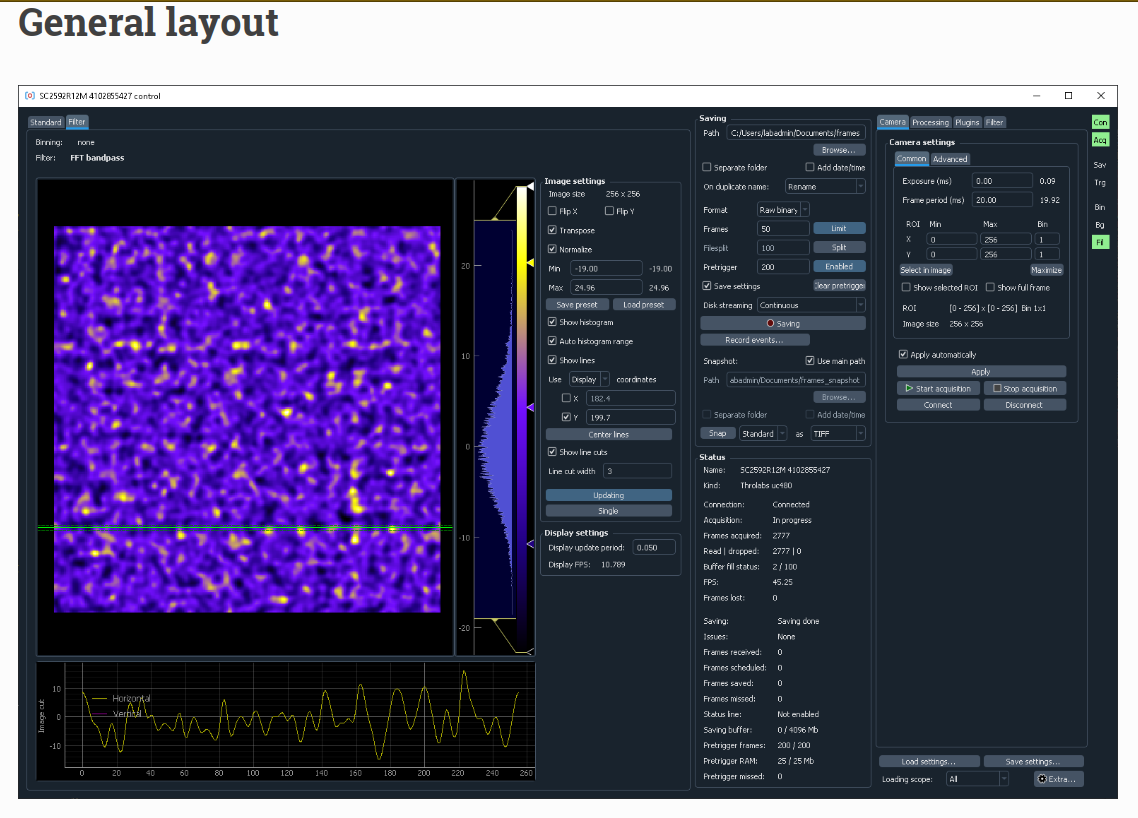 General layout
SC2592R12M 4102855427 control
Standard Filter
Binning: none
Filter: FFT bandpass
20
10
0
-10
-20
Horizontal
Vertical
Image cut
10
0
-10
0 20 40 60 80 100 120 140 160 180 200 220 240 260
Image settings
Image size 256 x 256
Flip X Flip Y
Transpose
Normalize
Min -19.00 -19.00
Max 24.96 24.96
Save preset Load preset
Show histogram
Auto histogram range
Show lines
Use Display coordinates
X 182.4
Y 199.7
Center lines
Show line cuts
Line cut width 3
Updating
Single
Display settings
Display update period: 0.050
Display FPS: 10.789
Saving
Path C:/Users/labadmin/Documents/frames
Browse...
Separate folder Add date/time
On duplicate name: Rename
Format Raw binary
Frames 50 Limit
Filesplit 100 Split
Pretrigger 200 Enabled
Save settings lear pretrigger
Disk streaming Continuous
Saving
Record events...
Snapshot: Use main path
Path abadmin/Documents/frames_snapshot
Browse...
Separate folder Add date/time
Snap Standard as TIFF
Status
Name: SC2592R12M 4102855427
Kind: Throlabs uc480
Connection: Connected
Acquisition: In progress
Frames acquired: 2777
Read | dropped: 2777 | 0
Buffer fill status: 2 / 100
FPS: 45.25
Frames lost: 0
Saving: Saving done
Issues: None
Frames received: 0
Frames scheduled: 0
Frames saved: 0
Frames missed: 0
Status line: Not enabled
Saving buffer: 0 / 4096 Mb
Pretrigger frames: 200 / 200
Pretrigger RAM: 25 / 25 Mb
Pretrigger missed: 0
Camera Processing Plugins Filter
Camera settings
Common Advanced
Exposure (ms) 0.00 0.09
Frame period (ms) 20.00 19.92
ROI Min Max Bin
X 0 256 1
Y 0 256 1
Select in image Maximize
Show selected ROI Show full frame
ROI [0 - 256] x [0 - 256] Bin 1x1
Image size 256 x 256
Apply automatically
Apply
Start acquisition Stop acquisition
Connect Disconnect
Load settings... Save settings...
Loading scope: All Extra...
Con
Acq
Sav
Trg
Bin
Bg
Fil